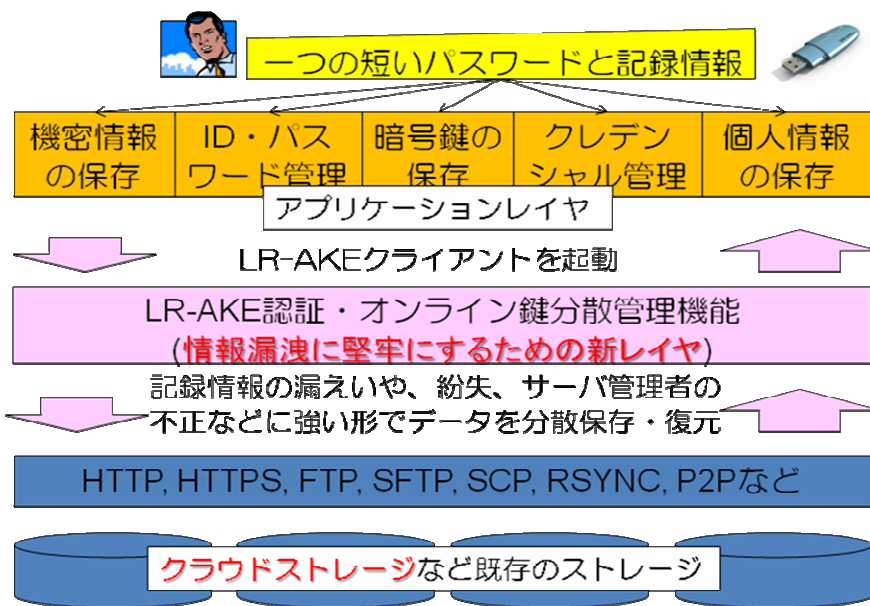 一つの短いパスワードと記録情報
機密情報
の保存
ID・パス
ワード管理
暗号鍵の
保存
クレデン
シャル管理
個人情報
の保存
アプリケーションレイヤ
LR-AKEクライアントを起動
LR-AKE認証・オンライン鍵分散管理機能
(情報漏洩に堅牢にするための新レイヤ)
記録情報の漏えいや、紛失、サーバ管理者の
不正などに強い形でデータを分散保存・復元
HTTP, HTTPS, FTP, SFTP, SCP, RSYNC, P2Pなど
クラウドストレージなど既存のストレージ